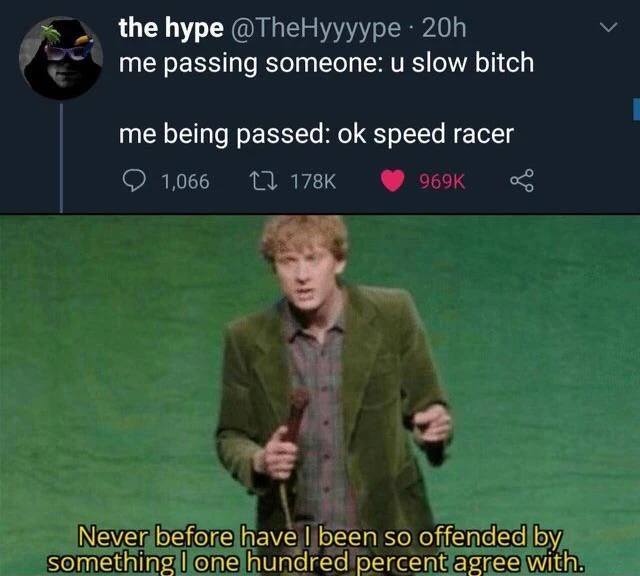 the hype @TheHyyyype · 20h
me passing someone: u slow bitch
me being passed: ok speed racer
1,066 178K 969K
Never before have I been so offended by
something I one hundred percent agree with.